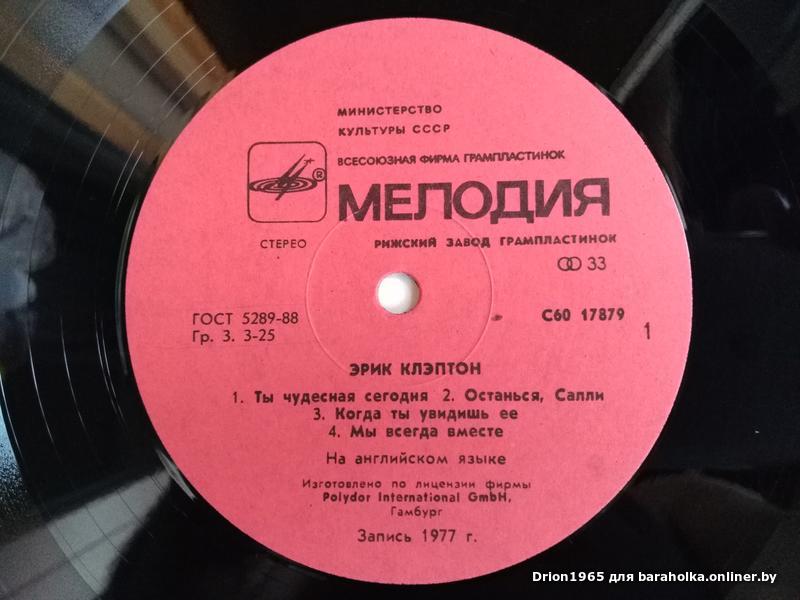 МИНИСТЕРСТВО
КУЛЬТУРЫ СССР
ВСЕСОЮЗНАЯ ФИРМА ГРАМПЛАСТИНОК
®
МЕЛОДИЯ
СТЕРЕО
РИЖСКИЙ ЗАВОД ГРАМПЛАСТИНОК
33
ГОСТ 5289-88
Гр. 3. 3-25
С60 17879
1
ЭРИК КЛЭПТОН
1. Ты чудесная сегодня 2. Останься, Салли
3. Когда ты увидишь ее
4. Мы всегда вместе
На английском языке
Изготовлено по лицензии фирмы
Polydor International GmbH,
Гамбург
Запись 1977 г.
Drion1965 для baraholka.onliner.by